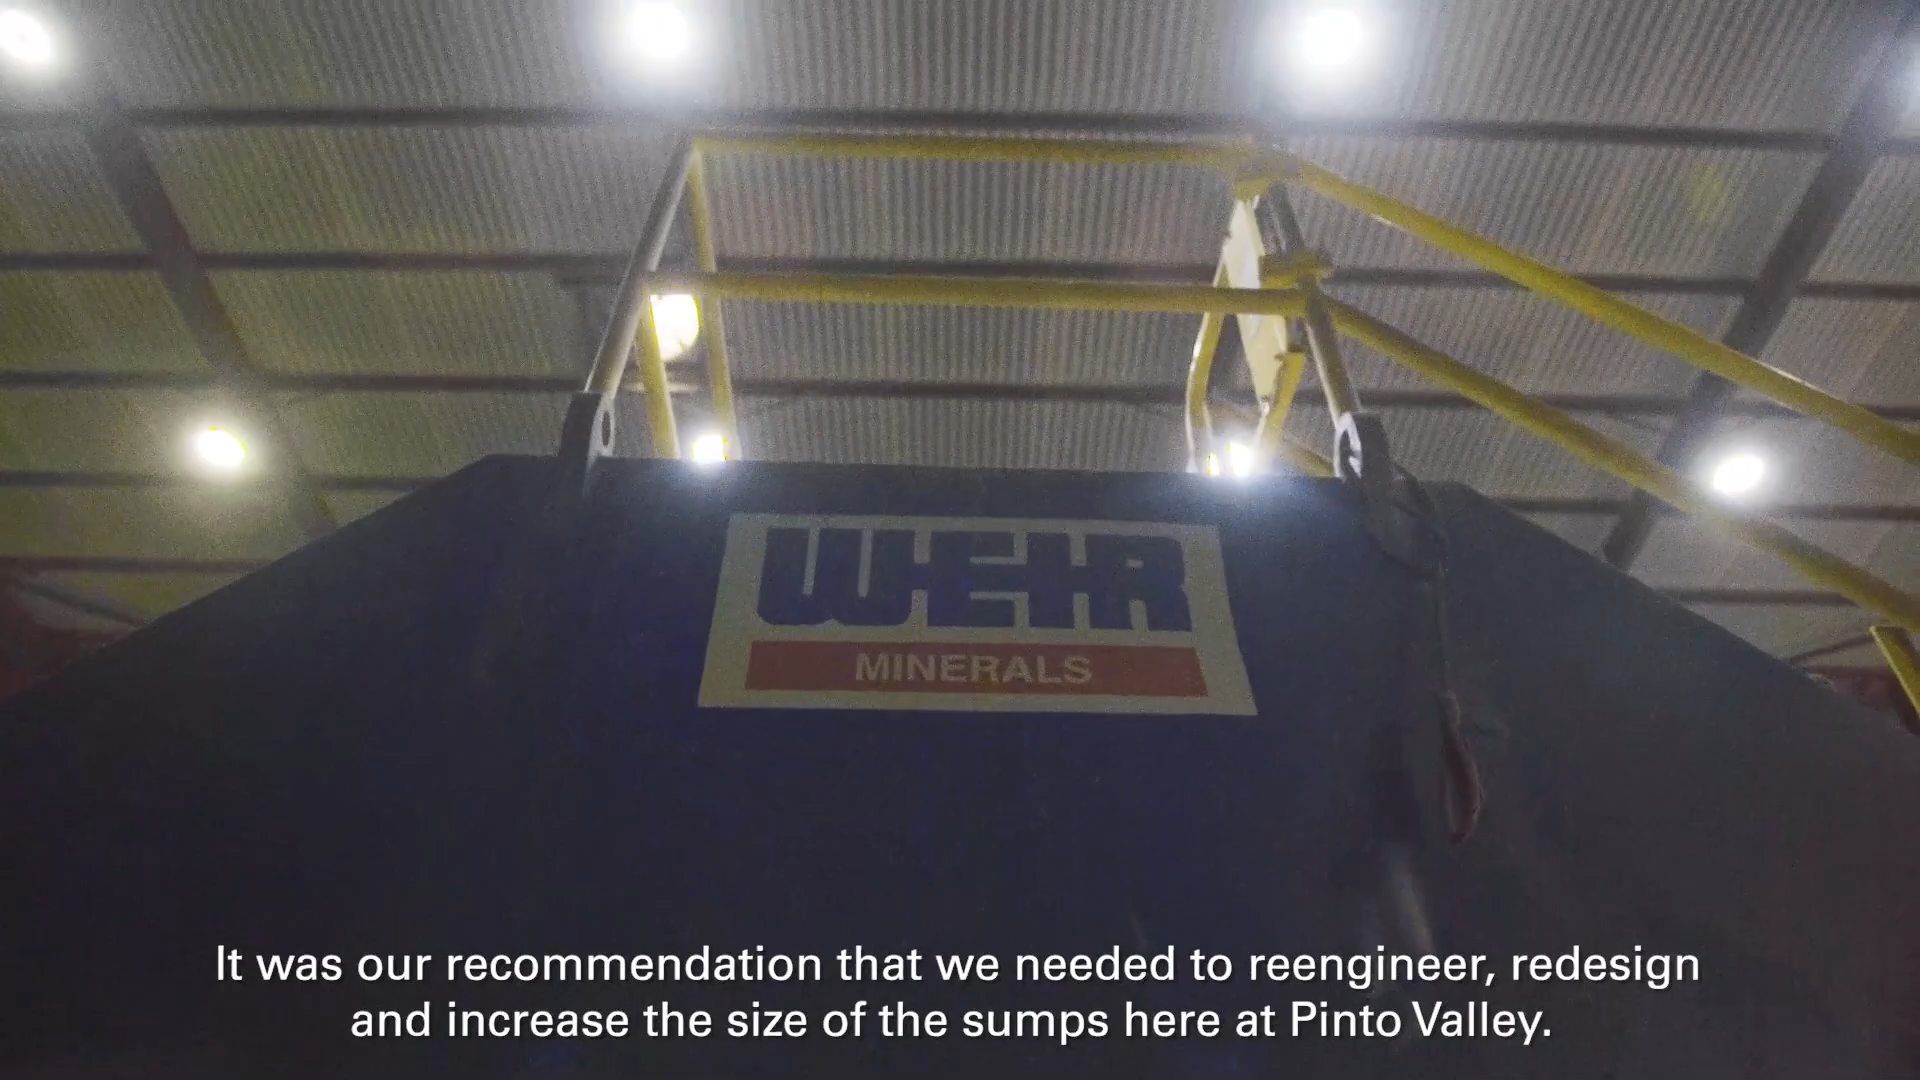 WEIR
MINERALS
It was our recommendation that we needed to reengineer, redesign
and increase the size of the sumps here at Pinto Valley.